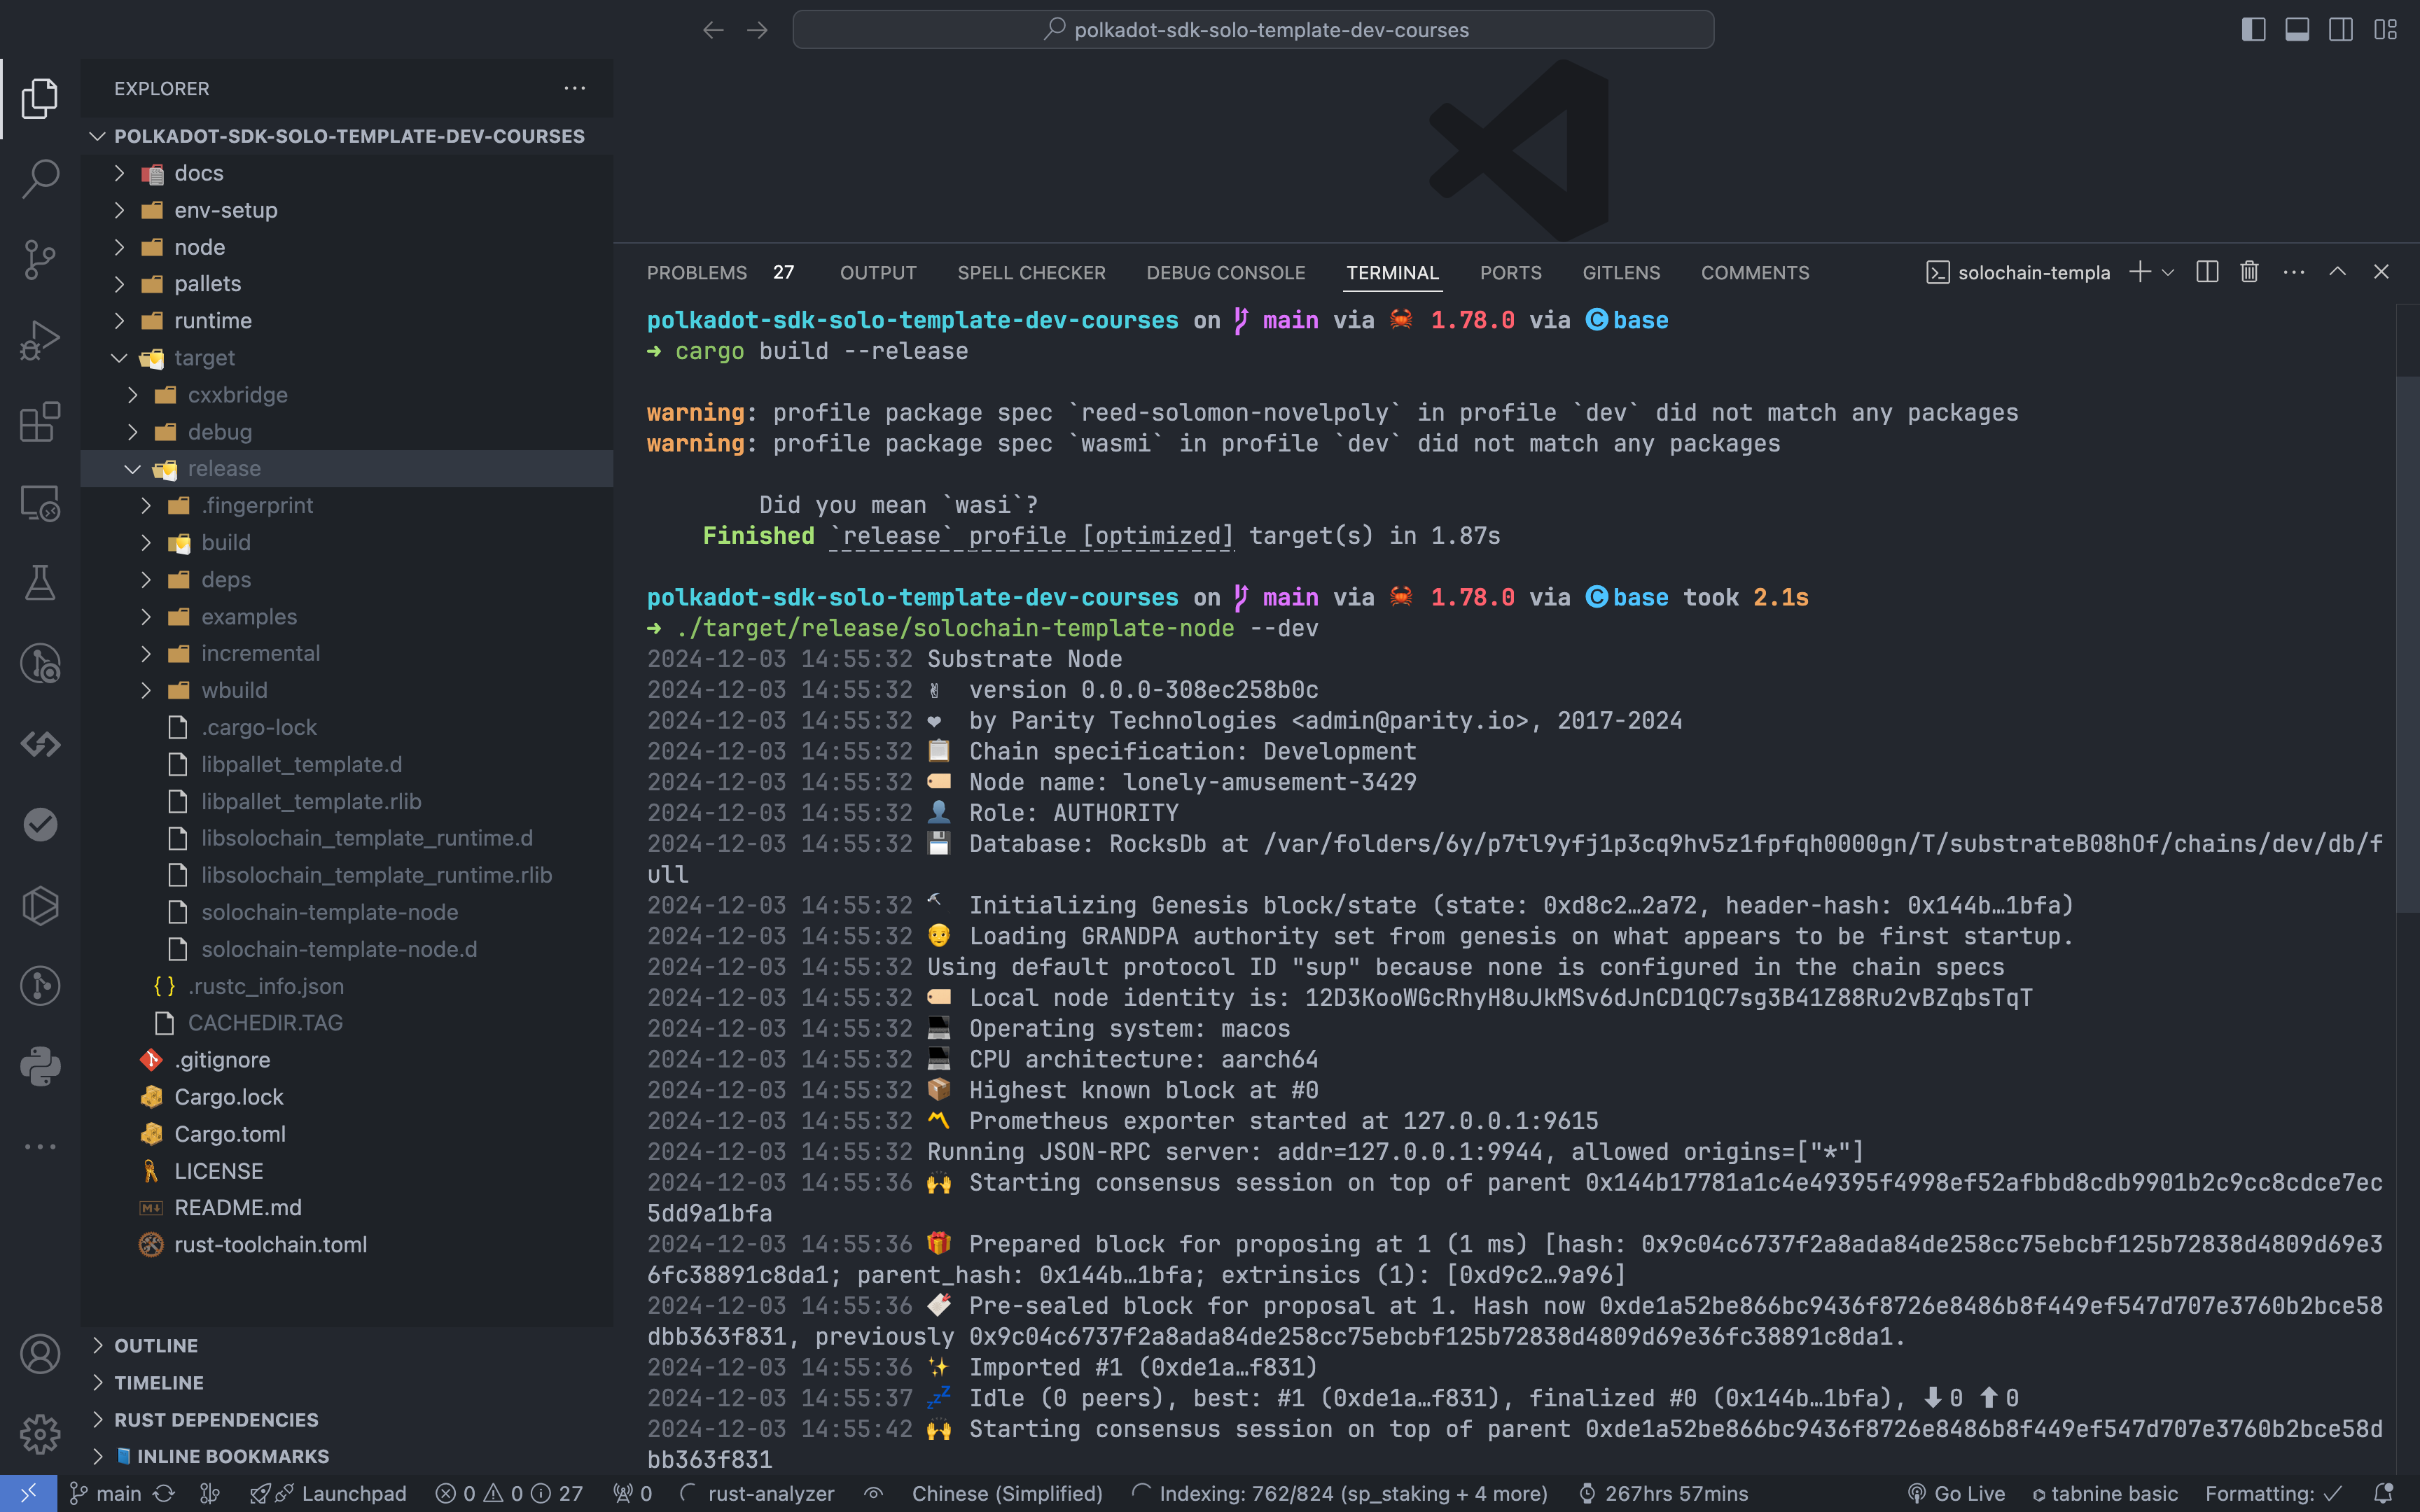 polkadot-sdk-solo-template-dev-courses
EXPLORER
POLKADOT-SDK-SOLO-TEMPLATE-DEV-COURSES
docs
env-setup
node
pallets
runtime
target
cxxbridge
debug
release
.fingerprint
build
deps
examples
incremental
wbuild
.cargo-lock
libpallet_template.d
libpallet_template.rlib
libsolochain_template_runtime.d
libsolochain_template_runtime.rlib
solochain-template-node
solochain-template-node.d
.rustc_info.json
CACHEDIR.TAG
.gitignore
Cargo.lock
Cargo.toml
LICENSE
README.md
rust-toolchain.toml
OUTLINE
TIMELINE
RUST DEPENDENCIES
INLINE BOOKMARKS
PROBLEMS 27 OUTPUT SPELL CHECKER DEBUG CONSOLE TERMINAL PORTS GITLENS COMMENTS solochain-templa
polkadot-sdk-solo-template-dev-courses on main via 🦀 1.78.0 via C base
➜ cargo build --release
warning: profile package spec `reed-solomon-novelpoly` in profile `dev` did not match any packages
warning: profile package spec `wasmi` in profile `dev` did not match any packages
Did you mean `wasi`?
Finished `release` profile [optimized] target(s) in 1.87s
polkadot-sdk-solo-template-dev-courses on main via 🦀 1.78.0 via C base took 2.1s
➜ ./target/release/solochain-template-node --dev
2024-12-03 14:55:32 Substrate Node
2024-12-03 14:55:32 ✌️ version 0.0.0-308ec258b0c
2024-12-03 14:55:32 ❤️ by Parity Technologies <admin@parity.io>, 2017-2024
2024-12-03 14:55:32 📋 Chain specification: Development
2024-12-03 14:55:32 🏷 Node name: lonely-amusement-3429
2024-12-03 14:55:32 👤 Role: AUTHORITY
2024-12-03 14:55:32 💾 Database: RocksDb at /var/folders/6y/p7tl9yfj1p3cq9hv5z1fpfqh0000gn/T/substrateB08hOf/chains/dev/db/f
ull
2024-12-03 14:55:32 🔨 Initializing Genesis block/state (state: 0xd8c2…2a72, header-hash: 0x144b…1bfa)
2024-12-03 14:55:32 👴 Loading GRANDPA authority set from genesis on what appears to be first startup.
2024-12-03 14:55:32 Using default protocol ID "sup" because none is configured in the chain specs
2024-12-03 14:55:32 🏷 Local node identity is: 12D3KooWGcRhyH8uJkMSv6dJnCD1QC7sg3B41Z88Ru2vBZqbsTqT
2024-12-03 14:55:32 💻 Operating system: macos
2024-12-03 14:55:32 💻 CPU architecture: aarch64
2024-12-03 14:55:32 📦 Highest known block at #0
2024-12-03 14:55:32 〽️ Prometheus exporter started at 127.0.0.1:9615
2024-12-03 14:55:32 Running JSON-RPC server: addr=127.0.0.1:9944, allowed origins=["*"]
2024-12-03 14:55:36 🙌 Starting consensus session on top of parent 0x144b17781a1c4e49395f4998ef52afbbd8cdb9901b2c9cc8cdce7ec
5dd9a1bfa
2024-12-03 14:55:36 🎁 Prepared block for proposing at 1 (1 ms) [hash: 0x9c04c6737f2a8ada84de258cc75ebcbf125b72838d4809d69e3
6fc38891c8da1; parent_hash: 0x144b…1bfa; extrinsics (1): [0xd9c2…9a96]
2024-12-03 14:55:36 🔖 Pre-sealed block for proposal at 1. Hash now 0xde1a52be866bc9436f8726e8486b8f449ef547d707e3760b2bce58
dbb363f831, previously 0x9c04c6737f2a8ada84de258cc75ebcbf125b72838d4809d69e36fc38891c8da1.
2024-12-03 14:55:36 ✨ Imported #1 (0xde1a…f831)
2024-12-03 14:55:37 💤 Idle (0 peers), best: #1 (0xde1a…f831), finalized #0 (0x144b…1bfa), ⬇ 0 ⬆ 0
2024-12-03 14:55:42 🙌 Starting consensus session on top of parent 0xde1a52be866bc9436f8726e8486b8f449ef547d707e3760b2bce58d
bb363f831
main Launchpad 0 0 27 0 rust-analyzer Chinese (Simplified) Indexing: 762/824 (sp_staking + 4 more) 267hrs 57mins Go Live tabnine basic Formatting: ✓